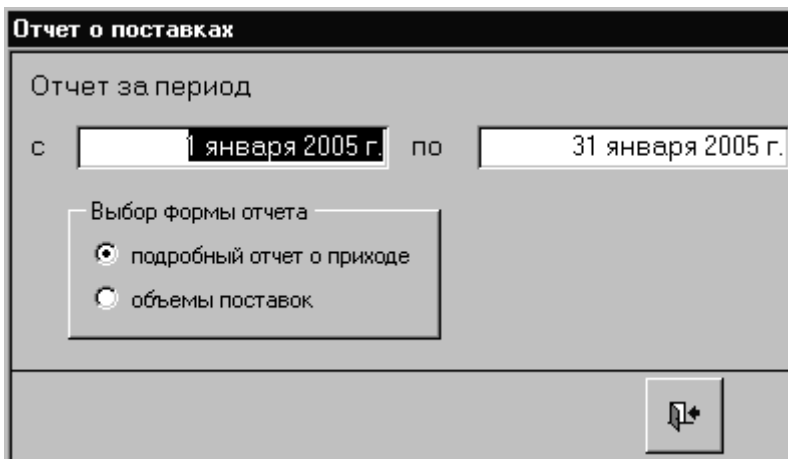 Отчет о поставках
Отчет за период
с 1 января 2005 г. по 31 января 2005 г.
Выбор формы отчета
подробный отчет о приходе
объемы поставок